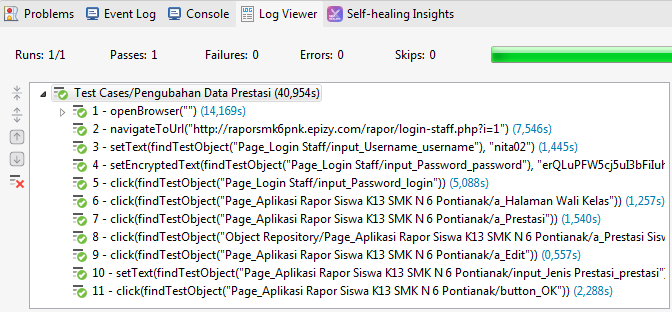 Problems Event Log Console Log Viewer Self-healing Insights
Runs: 1/1 Passes: 1 Failures: 0 Errors: 0 Skips: 0
Test Cases/Pengubahan Data Prestasi (40,954s)
1 - openBrowser("") (14,169s)
2 - navigateToUrl("http://raporsmk6pnk.epizy.com/rapor/login-staff.php?i=1") (7,546s)
3 - setText(findTestObject("Page_Login Staff/input_Username_username"), "nita02") (1,445s)
4 - setEncryptedText(findTestObject("Page_Login Staff/input_Password_password"), "erQLuPFW5cj5uI3bFiIuh
5 - click(findTestObject("Page_Login Staff/input_Password_login")) (5,088s)
6 - click(findTestObject("Page_Aplikasi Rapor Siswa K13 SMK N 6 Pontianak/a_Halaman Wali Kelas")) (1,257s)
7 - click(findTestObject("Page_Aplikasi Rapor Siswa K13 SMK N 6 Pontianak/a_Prestasi")) (1,540s)
8 - click(findTestObject("Object Repository/Page_Aplikasi Rapor Siswa K13 SMK N 6 Pontianak/a_Prestasi Sis
9 - click(findTestObject("Page_Aplikasi Rapor Siswa K13 SMK N 6 Pontianak/a_Edit")) (0,557s)
10 - setText(findTestObject("Page_Aplikasi Rapor Siswa K13 SMK N 6 Pontianak/input_Jenis Prestasi_prestasi"
11 - click(findTestObject("Page_Aplikasi Rapor Siswa K13 SMK N 6 Pontianak/button_OK")) (2,288s)